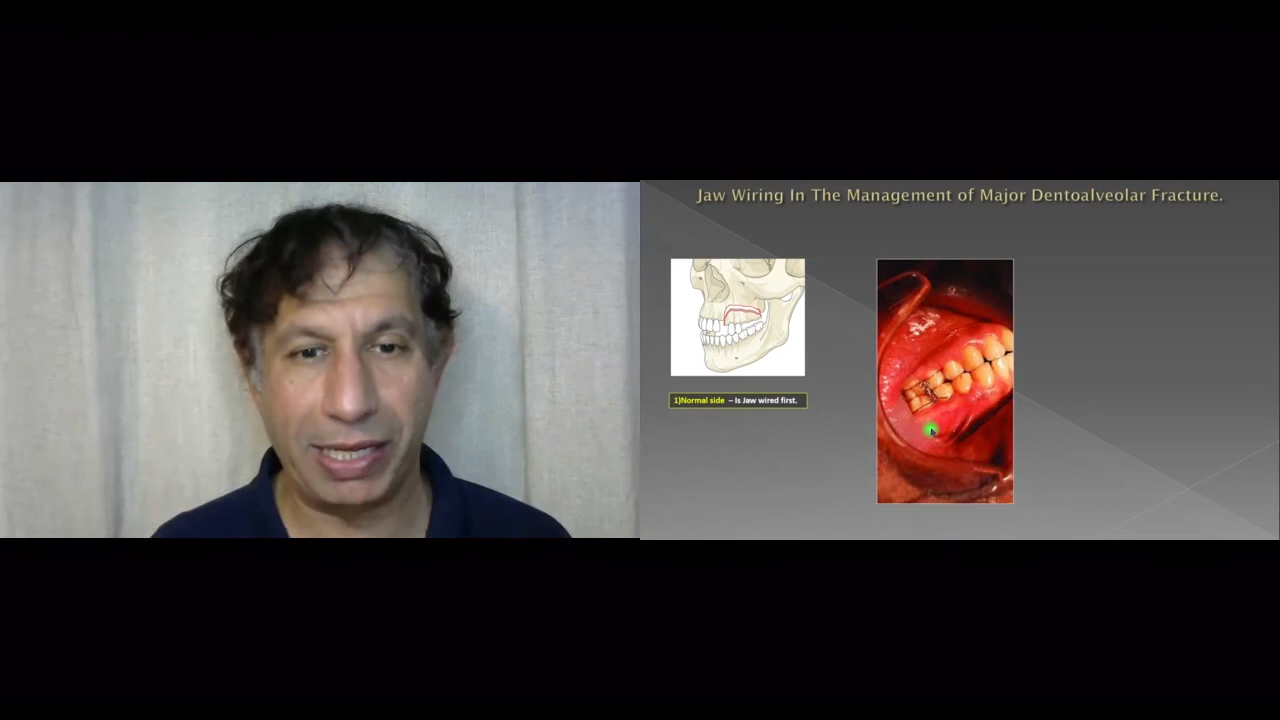 Jaw Wiring In The Management of Major Dentoalveolar Fracture.
1)Normal side – Is Jaw wired first.